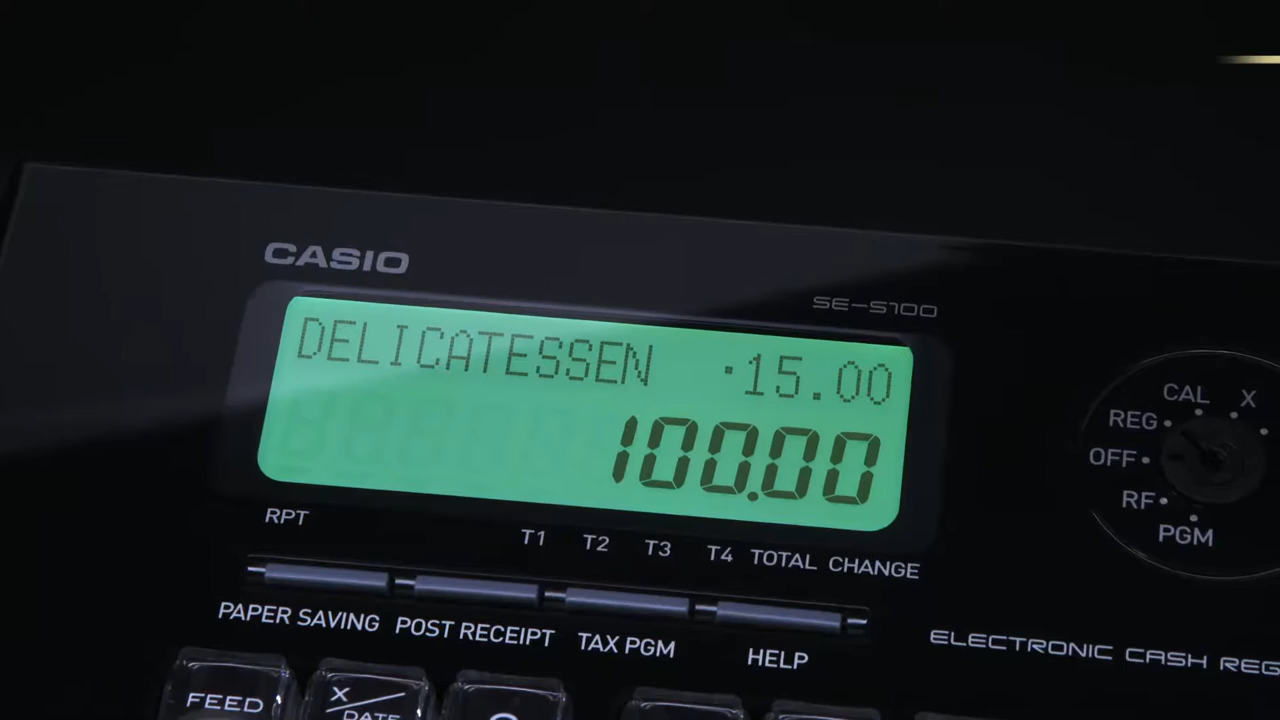 CASIO
SE-S100
DELICATESSEN ·15.00
100.00
RPT T1 T2 T3 T4 TOTAL CHANGE
PAPER SAVING POST RECEIPT TAX PGM HELP
CAL X
REG
OFF
RF
PGM
ELECTRONIC CASH REG
FEED
X/DATE